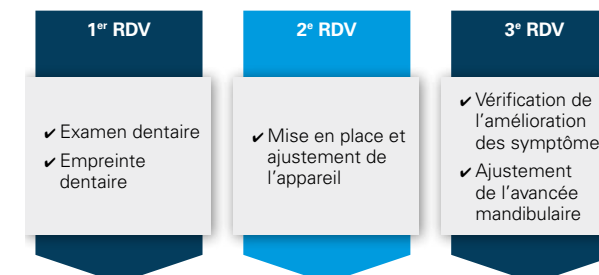 1er RDV
✔ Examen dentaire
✔ Empreinte
dentaire
2e RDV
✔ Mise en place et
ajustement de
l'appareil
3e RDV
✔ Vérification de
l'amélioration
des symptôme
✔ Ajustement
de l'avancée
mandibulaire